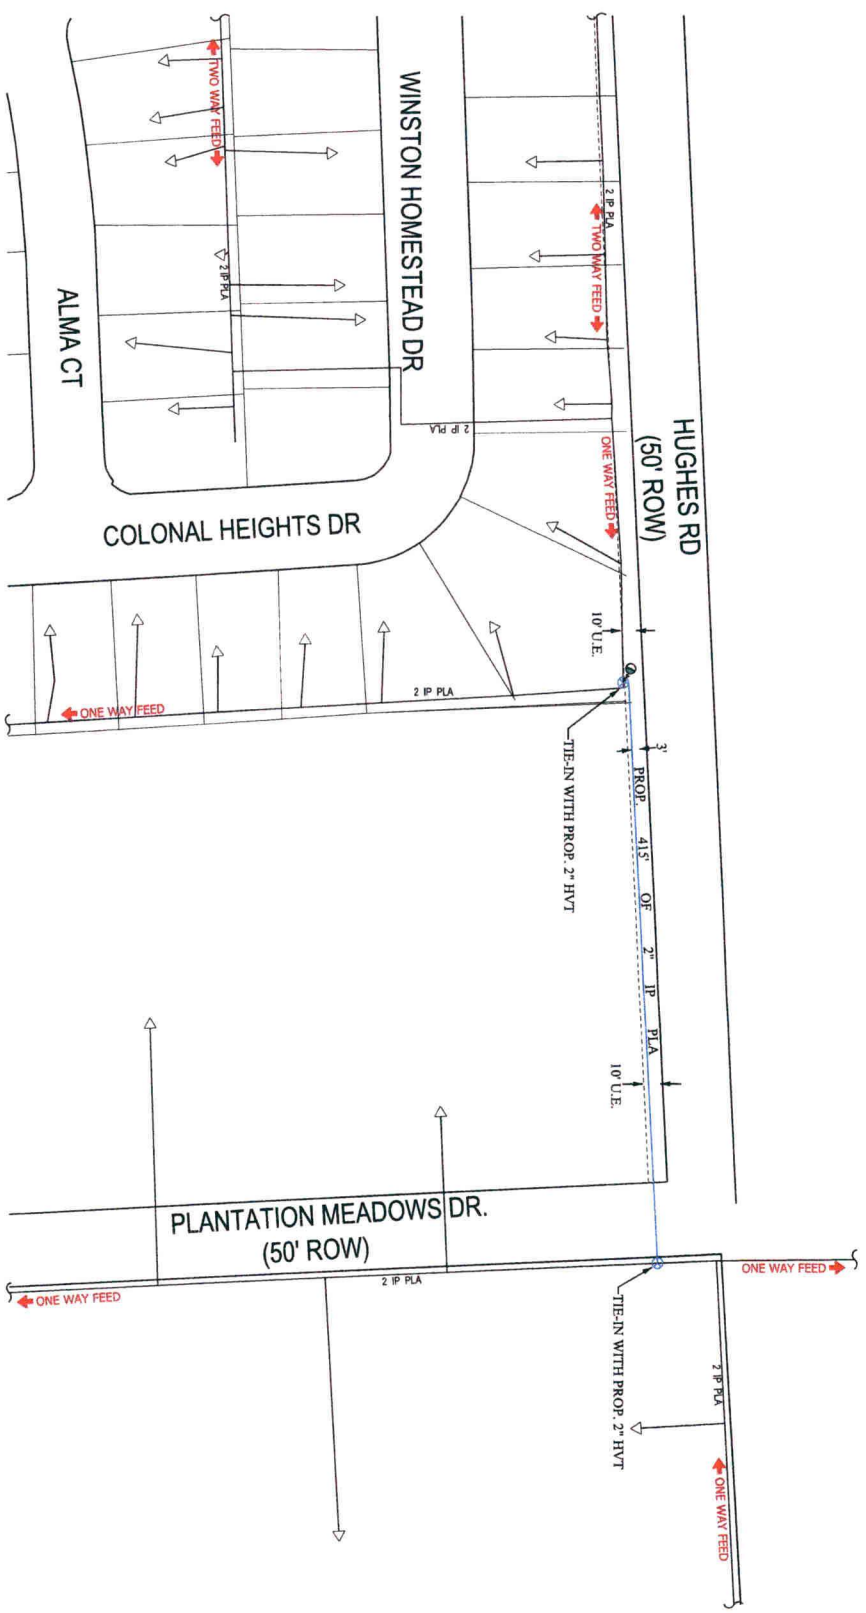 TWO WAY FEED
WINSTON HOMESTEAD DR
2 IP PLA
TWO WAY FEED
2 IP PLA
ALMA CT
2 IP PLA
HUGHES RD
(50' ROW)
ONE WAY FEED
COLONAL HEIGHTS DR
10' U.E.
2 IP PLA
ONE WAY FEED
TIE-IN WITH PROP. 2" HVT
3'
PROP. 415' OF 2" IP PLA
10' U.E.
PLANTATION MEADOWS DR.
(50' ROW)
2 IP PLA
ONE WAY FEED
ONE WAY FEED
TIE-IN WITH PROP. 2" HVT
2 IP PLA
ONE WAY FEED